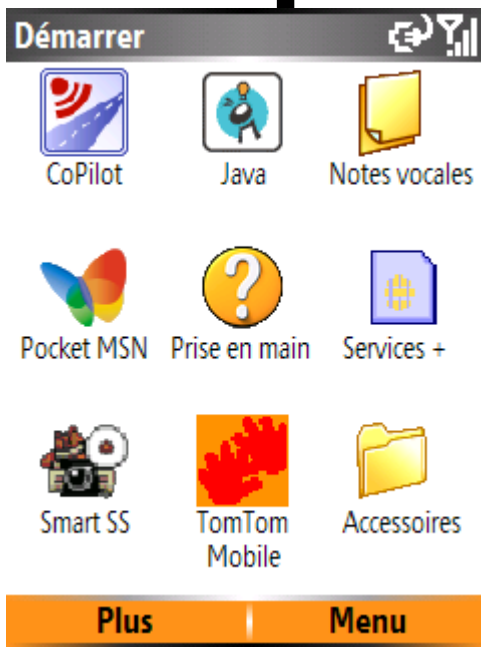 Démarrer
CoPilot
Java
Notes vocales
Pocket MSN
Prise en main
Services +
Smart SS
TomTom
Mobile
Accessoires
Plus
Menu